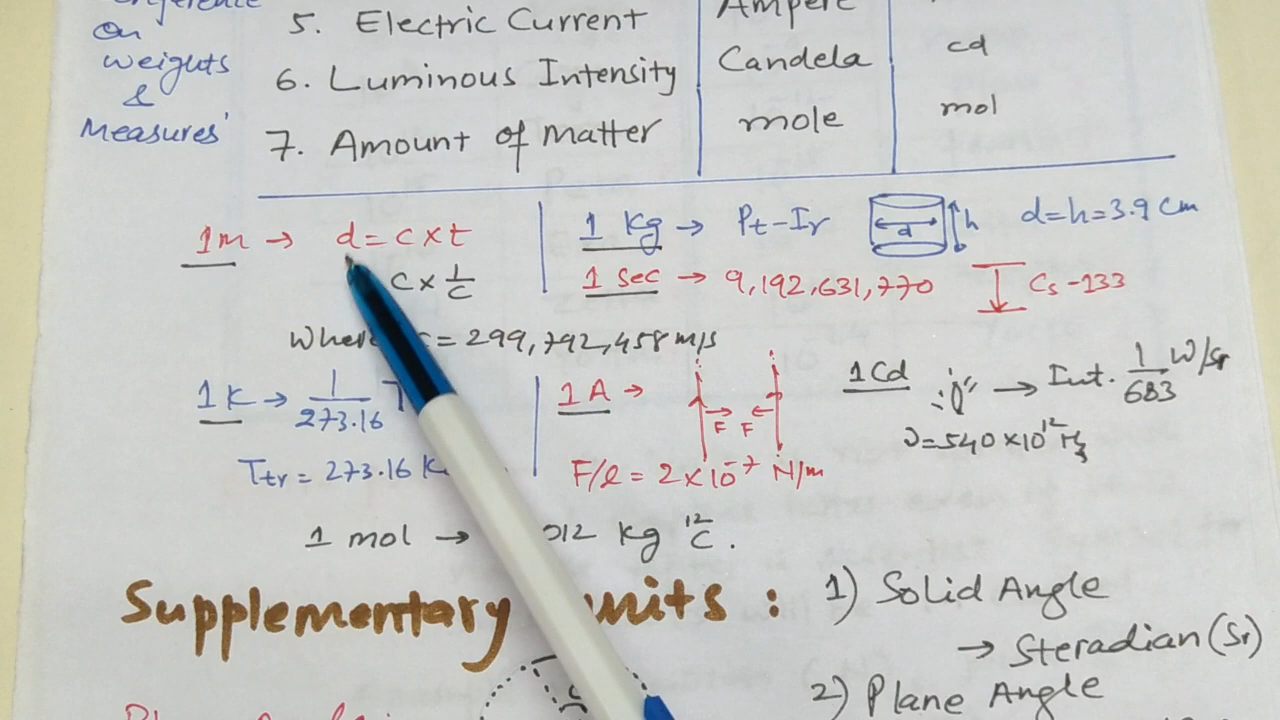 on
weights
&
Measures'
5. Electric Current Ampere
6. Luminous Intensity Candela cd
7. Amount of matter mole mol
1m → d = c × t
c × 1/c
Where c = 299,792,458 m/s
1 Kg → Pt-Ir d h d=h=3.9 cm
1 sec → 9,192,631,770 Cs-133
1 K → 1/273.16 T
Ttr = 273.16 K
1 A → F F
F/l = 2×10⁻⁷ N/m
1 Cd → Int. 1/683 W/Sr
ν=540×10¹² Hz
1 mol → 012 kg ¹²C.
Supplementary units :
1) Solid Angle
→ Steradian (Sr)
2) Plane Angle